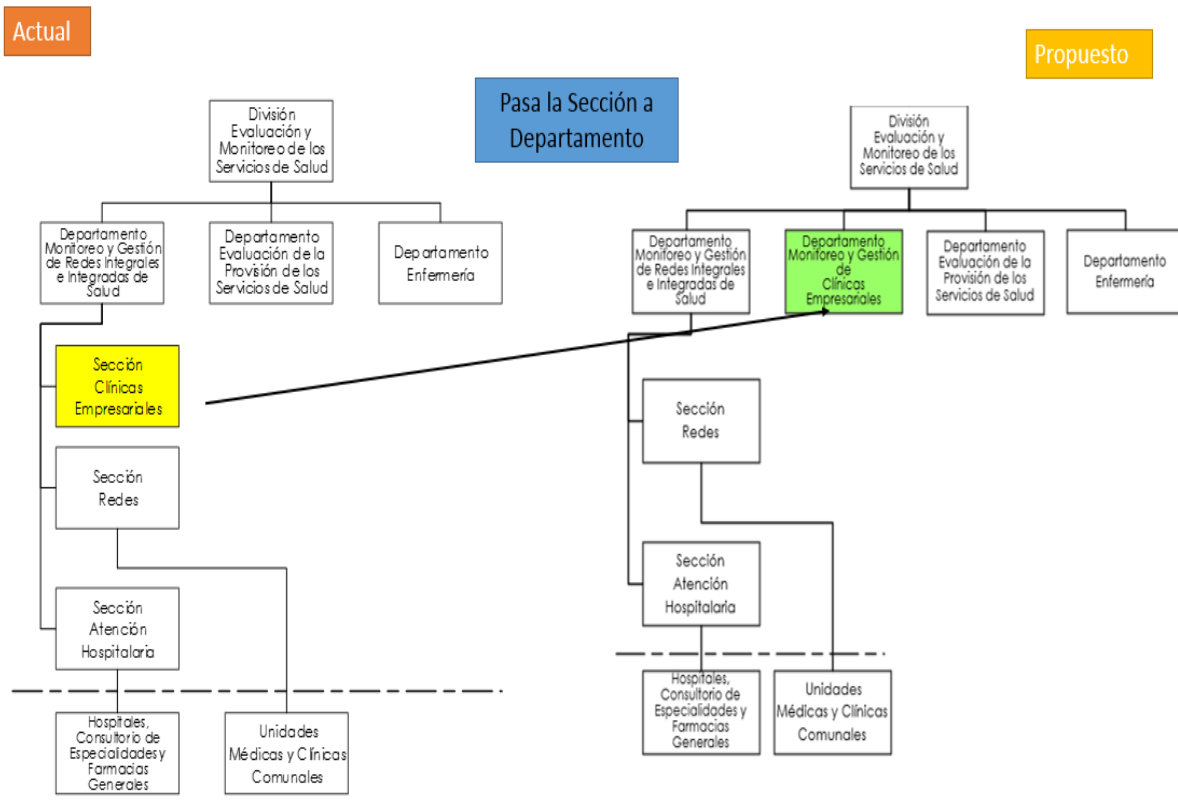 Actual
Propuesto
Pasa la Sección a
Departamento
División
Evaluación y
Monitoreo de los
Servicios de Salud
Departamento
Monitoreo y Gestión
de Redes Integrales
e Integradas de
Salud
Departamento
Evaluación de la
Provisión de los
Servicios de Salud
Departamento
Enfermería
Sección
Clínicas
Empresariales
Sección
Redes
Sección
Atención
Hospitalaria
Hospitales,
Consultorio de
Especialidades y
Farmacias
Generales
Unidades
Médicas y Clínicas
Comunales
División
Evaluación y
Monitoreo de los
Servicios de Salud
Departamento
Monitoreo y Gestión
de Redes Integrales
e Integradas de
Salud
Departamento
Monitoreo y Gestión
de
Clínicas
Empresariales
Departamento
Evaluación de la
Provisión de los
Servicios de Salud
Departamento
Enfermería
Sección
Redes
Sección
Atención
Hospitalaria
Hospitales,
Consultorio de
Especialidades y
Farmacias
Generales
Unidades
Médicas y Clínicas
Comunales